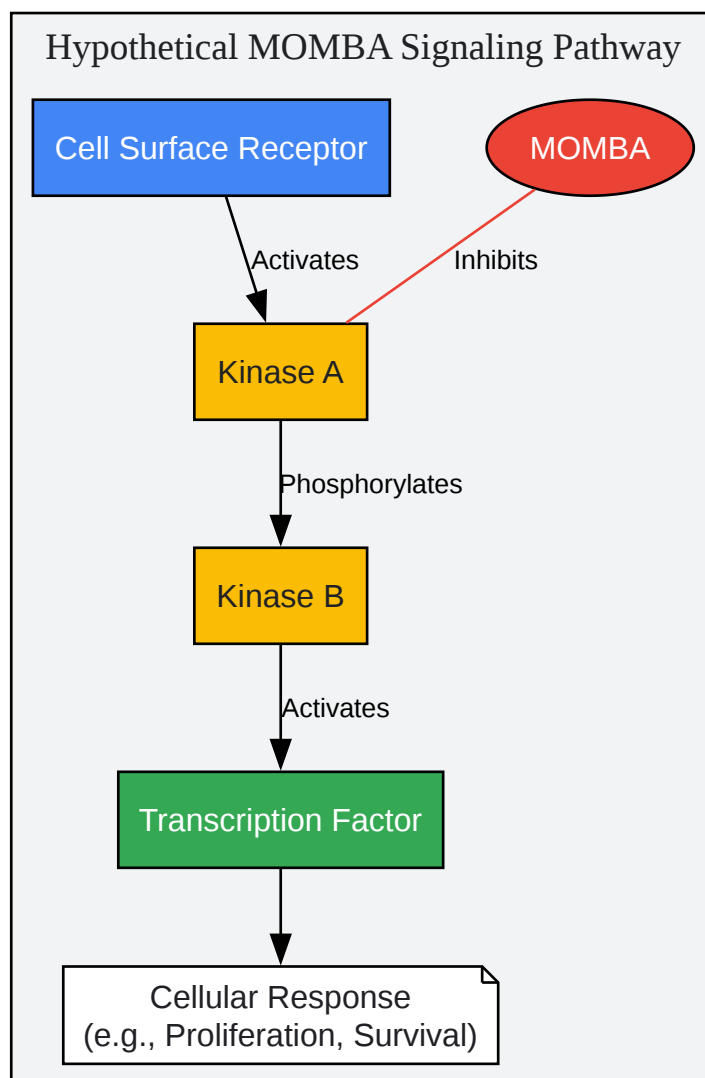 Hypothetical MOMBA Signaling Pathway
Cell Surface Receptor
MOMBA
Activates
Inhibits
Kinase A
Phosphorylates
Kinase B
Activates
Transcription Factor
Cellular Response
(e.g., Proliferation, Survival)